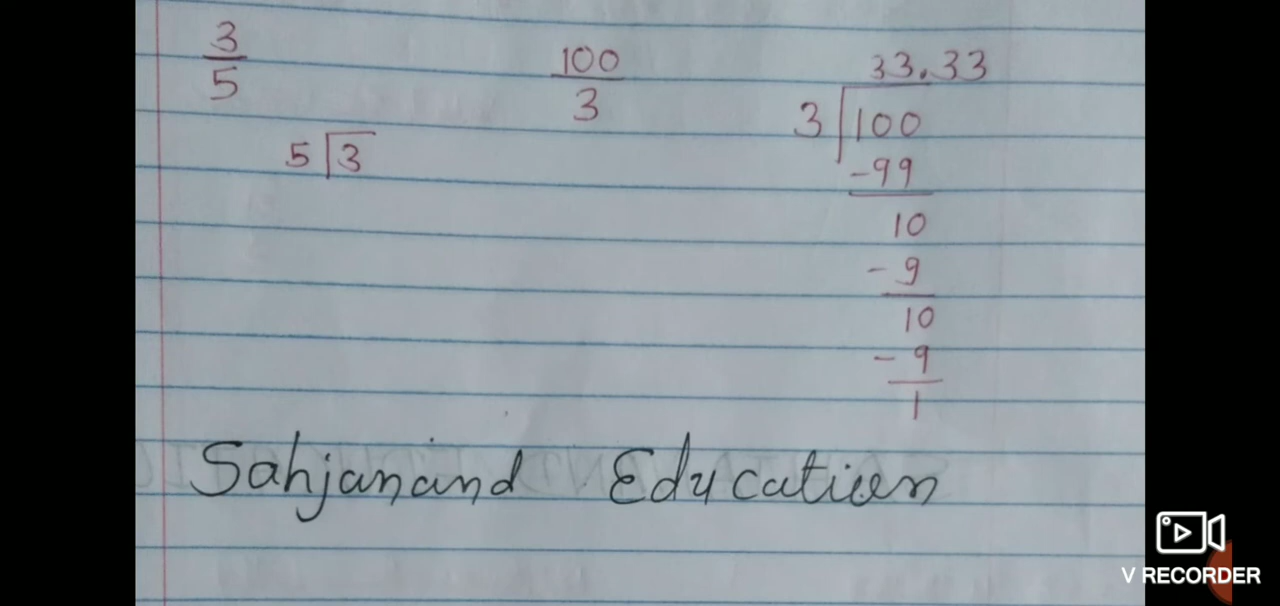 3/5 100/3 33.33
3 100
5 3
-99
10
-9
10
-9
1
Sahjanand Education
V RECORDER